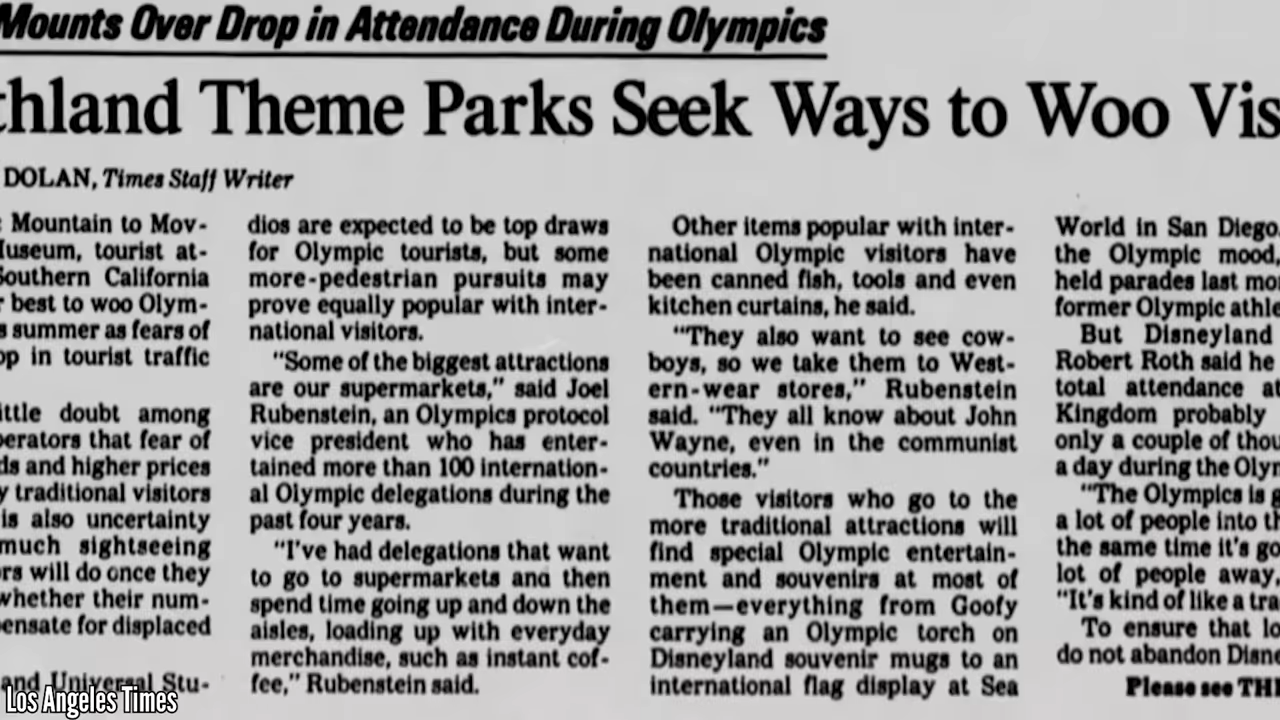 Mounts Over Drop in Attendance During Olympics
thland Theme Parks Seek Ways to Woo Vis
DOLAN, Times Staff Writer
Mountain to Mov-
Museum, tourist at-
Southern California
best to woo Olym-
s summer as fears of
op in tourist traffic
ittle doubt among
perators that fear of
ds and higher prices
y traditional visitors
is also uncertainty
much sightseeing
rs will do once they
whether their num-
pensate for displaced
and Universal Stu-
dios are expected to be top draws
for Olympic tourists, but some
more-pedestrian pursuits may
prove equally popular with inter-
national visitors.
"Some of the biggest attractions
are our supermarkets," said Joel
Rubenstein, an Olympics protocol
vice president who has enter-
tained more than 100 internation-
al Olympic delegations during the
past four years.
"I've had delegations that want
to go to supermarkets and then
spend time going up and down the
aisles, loading up with everyday
merchandise, such as instant cof-
fee," Rubenstein said.
Other items popular with inter-
national Olympic visitors have
been canned fish, tools and even
kitchen curtains, he said.
"They also want to see cow-
boys, so we take them to West-
ern-wear stores," Rubenstein
said. "They all know about John
Wayne, even in the communist
countries."
Those visitors who go to the
more traditional attractions will
find special Olympic entertain-
ment and souvenirs at most of
them—everything from Goofy
carrying an Olympic torch on
Disneyland souvenir mugs to an
international flag display at Sea
World in San Diego.
the Olympic mood,
held parades last mo
former Olympic athle
But Disneyland
Robert Roth said he
total attendance at
Kingdom probably
only a couple of thou
a day during the Olym
"The Olympics is g
a lot of people into th
the same time it's go
lot of people away.
"It's kind of like a tra
To ensure that lo
do not abandon Disne
Please see THE
Los Angeles Times